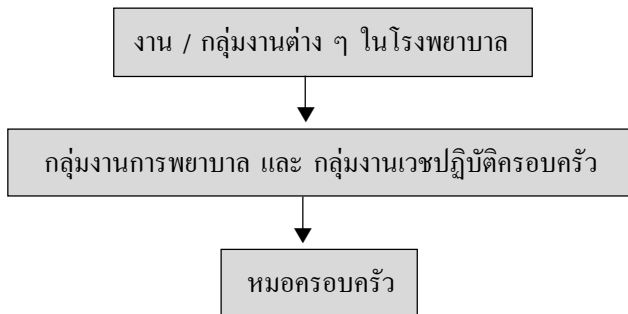 งาน / กลุ่มงานต่าง ๆ ในโรงพยาบาล
กลุ่มงานการพยาบาล และ กลุ่มงานเวชปฏิบัติครอบครัว
หมอครอบครัว